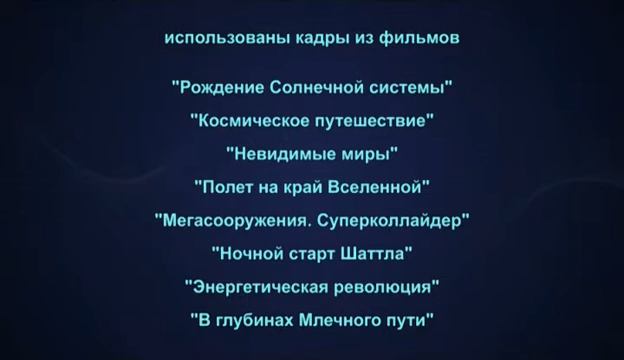 использованы кадры из фильмов
"Рождение Солнечной системы"
"Космическое путешествие"
"Невидимые миры"
"Полет на край Вселенной"
"Мегасооружения. Суперколлайдер"
"Ночной старт Шаттла"
"Энергетическая революция"
"В глубинах Млечного пути"